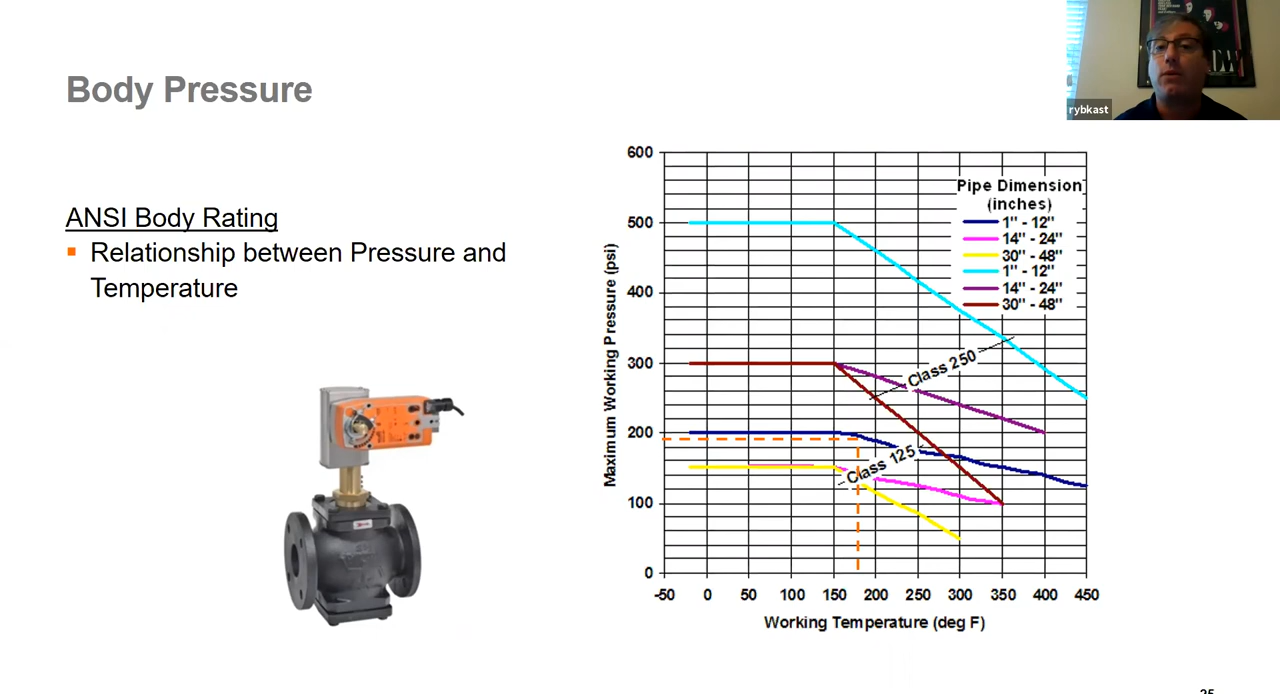 Body Pressure
rybkast
ANSI Body Rating
Relationship between Pressure and
Temperature
Maximum Working Pressure (psi)
600
500
400
300
200
100
0
-50 0 50 100 150 200 250 300 350 400 450
Working Temperature (deg F)
Pipe Dimension
(inches)
1" - 12"
14" - 24"
30" - 48"
1" - 12"
14" - 24"
30" - 48"
Class 250
Class 125